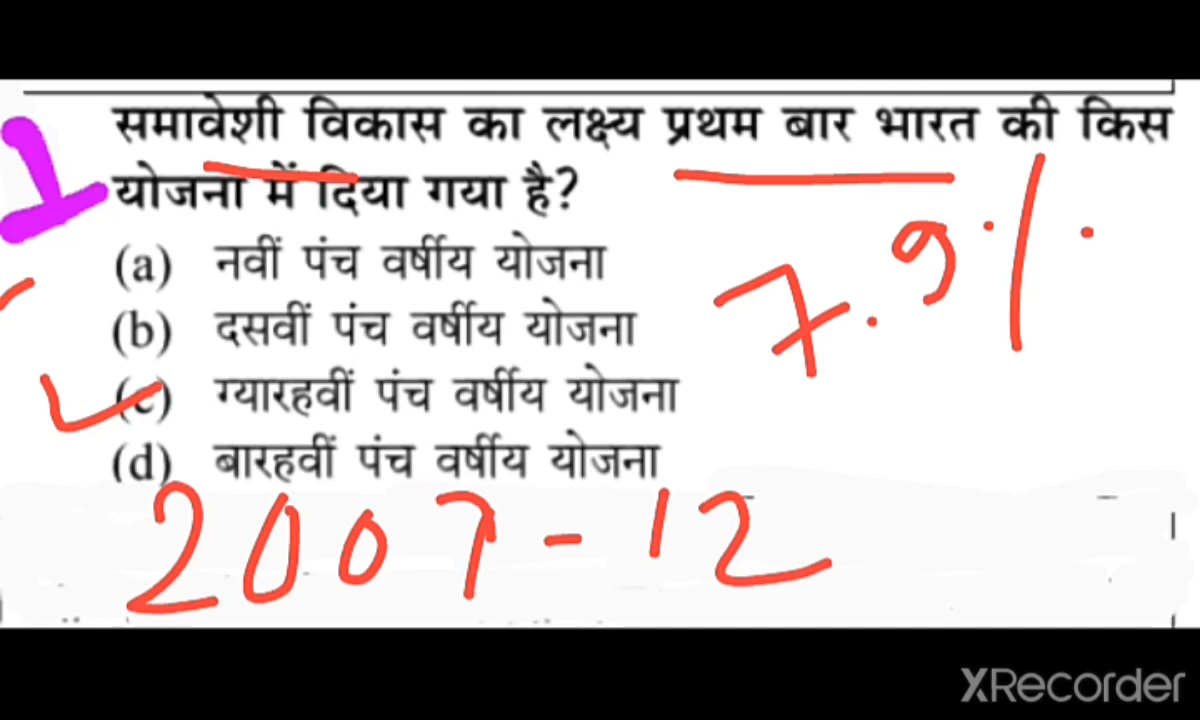 1
समावेशी विकास का लक्ष्य प्रथम बार भारत की किस
योजना में दिया गया है?
7.9%.
(a) नवीं पंच वर्षीय योजना
(b) दसवीं पंच वर्षीय योजना
(c) ग्यारहवीं पंच वर्षीय योजना
(d) बारहवीं पंच वर्षीय योजना
2007-12
XRecorder